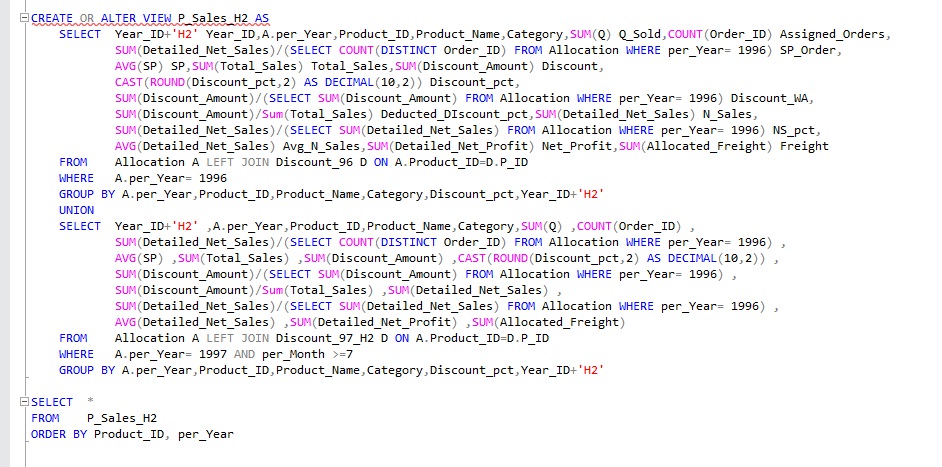 CREATE OR ALTER VIEW P_Sales_H2 AS
SELECT Year_ID+'H2' Year_ID,A.per_Year,Product_ID,Product_Name,Category,SUM(Q) Q_Sold,COUNT(Order_ID) Assigned_Orders,
SUM(Detailed_Net_Sales)/(SELECT COUNT(DISTINCT Order_ID) FROM Allocation WHERE per_Year= 1996) SP_Order,
AVG(SP) SP,SUM(Total_Sales) Total_Sales,SUM(Discount_Amount) Discount,
CAST(ROUND(Discount_pct,2) AS DECIMAL(10,2)) Discount_pct,
SUM(Discount_Amount)/(SELECT SUM(Discount_Amount) FROM Allocation WHERE per_Year= 1996) Discount_WA,
SUM(Discount_Amount)/Sum(Total_Sales) Deducted_DIscount_pct,SUM(Detailed_Net_Sales) N_Sales,
SUM(Detailed_Net_Sales)/(SELECT SUM(Detailed_Net_Sales) FROM Allocation WHERE per_Year= 1996) NS_pct,
AVG(Detailed_Net_Sales) Avg_N_Sales,SUM(Detailed_Net_Profit) Net_Profit,SUM(Allocated_Freight) Freight
FROM Allocation A LEFT JOIN Discount_96 D ON A.Product_ID=D.P_ID
WHERE A.per_Year= 1996
GROUP BY A.per_Year,Product_ID,Product_Name,Category,Discount_pct,Year_ID+'H2'
UNION
SELECT Year_ID+'H2' ,A.per_Year,Product_ID,Product_Name,Category,SUM(Q) ,COUNT(Order_ID) ,
SUM(Detailed_Net_Sales)/(SELECT COUNT(DISTINCT Order_ID) FROM Allocation WHERE per_Year= 1996) ,
AVG(SP) ,SUM(Total_Sales) ,SUM(Discount_Amount) ,CAST(ROUND(Discount_pct,2) AS DECIMAL(10,2)) ,
SUM(Discount_Amount)/(SELECT SUM(Discount_Amount) FROM Allocation WHERE per_Year= 1996) ,
SUM(Discount_Amount)/Sum(Total_Sales) ,SUM(Detailed_Net_Sales) ,
SUM(Detailed_Net_Sales)/(SELECT SUM(Detailed_Net_Sales) FROM Allocation WHERE per_Year= 1996) ,
AVG(Detailed_Net_Sales) ,SUM(Detailed_Net_Profit) ,SUM(Allocated_Freight)
FROM Allocation A LEFT JOIN Discount_97_H2 D ON A.Product_ID=D.P_ID
WHERE A.per_Year= 1997 AND per_Month >=7
GROUP BY A.per_Year,Product_ID,Product_Name,Category,Discount_pct,Year_ID+'H2'
SELECT *
FROM P_Sales_H2
ORDER BY Product_ID, per_Year